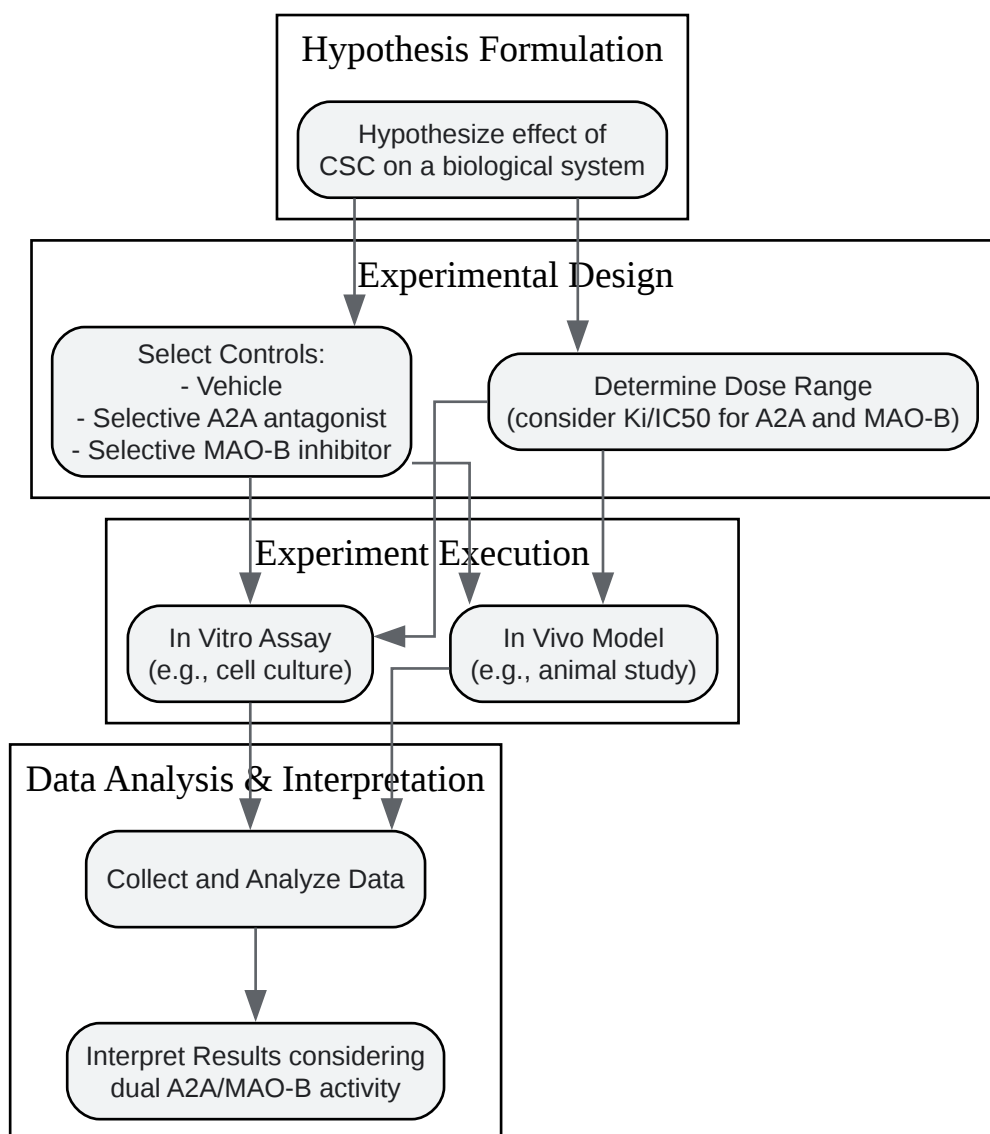 Hypothesis Formulation
Hypothesize effect of
CSC on a biological system
Experimental Design
Select Controls:
- Vehicle
- Selective A2A antagonist
- Selective MAO-B inhibitor
Determine Dose Range
(consider Ki/IC50 for A2A and MAO-B)
Experiment Execution
In Vitro Assay
(e.g., cell culture)
In Vivo Model
(e.g., animal study)
Data Analysis & Interpretation
Collect and Analyze Data
Interpret Results considering
dual A2A/MAO-B activity